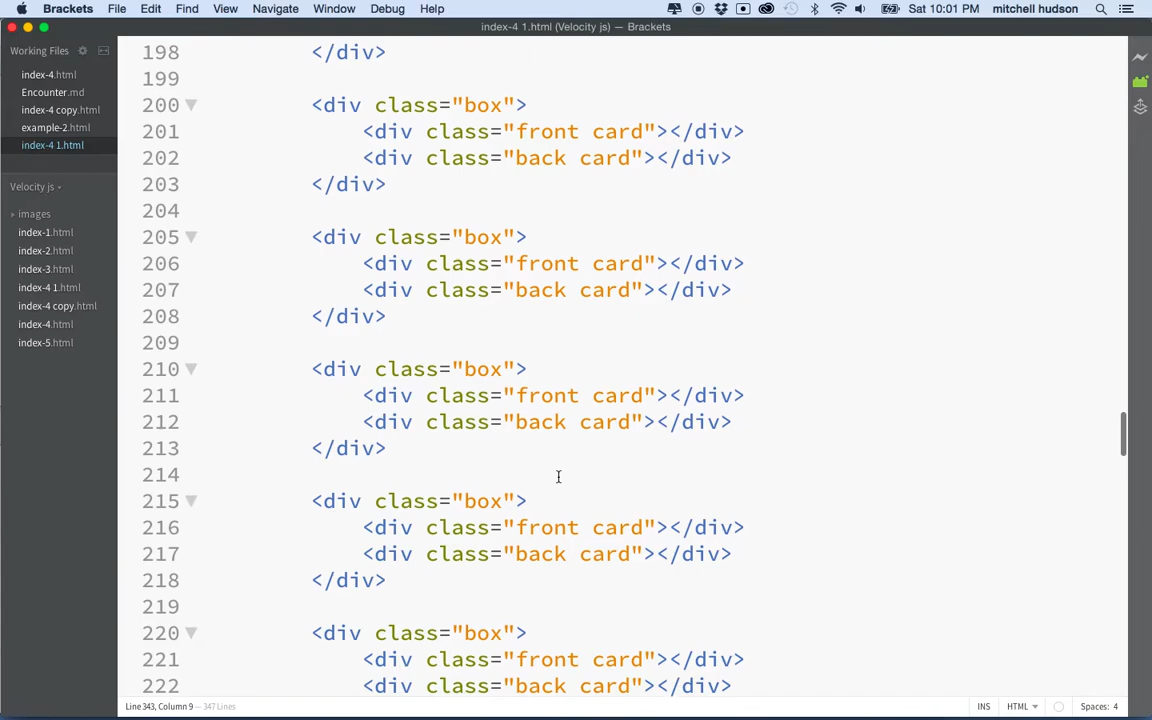 Brackets File Edit Find View Navigate Window Debug Help Sat 10:01 PM mitchell hudson
index-4 1.html (Velocity js) — Brackets
Working Files
index-4.html
Encounter.md
index-4 copy.html
example-2.html
index-4 1.html
Velocity js
images
index-1.html
index-2.html
index-3.html
index-4 1.html
index-4 copy.html
index-4.html
index-5.html
198 </div>
199
200 <div class="box">
201 <div class="front card"></div>
202 <div class="back card"></div>
203 </div>
204
205 <div class="box">
206 <div class="front card"></div>
207 <div class="back card"></div>
208 </div>
209
210 <div class="box">
211 <div class="front card"></div>
212 <div class="back card"></div>
213 </div>
214
215 <div class="box">
216 <div class="front card"></div>
217 <div class="back card"></div>
218 </div>
219
220 <div class="box">
221 <div class="front card"></div>
222 <div class="back card"></div>
Line 343, Column 9 — 347 Lines INS HTML Spaces: 4